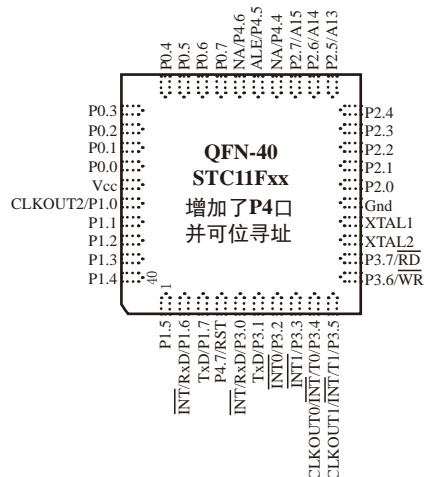 P0.4
P0.5
P0.6
P0.7
NA/P4.6
ALE/P4.5
NA/P4.4
P2.7/A15
P2.6/A14
P2.5/A13
P0.3
P0.2
P0.1
P0.0
Vcc
CLKOUT2/P1.0
P1.1
P1.2
P1.3
P1.4
QFN-40
STC11Fxx
增加了P4口
并可位寻址
40
1
P2.4
P2.3
P2.2
P2.1
P2.0
Gnd
XTAL1
XTAL2
P3.7/RD
P3.6/WR
P1.5
INT/RxD/P1.6
TxD/P1.7
P4.7/RST
INT/RxD/P3.0
TxD/P3.1
INT0/P3.2
INT1/P3.3
CLKOUT0/INT/T0/P3.4
CLKOUT1/INT/T1/P3.5